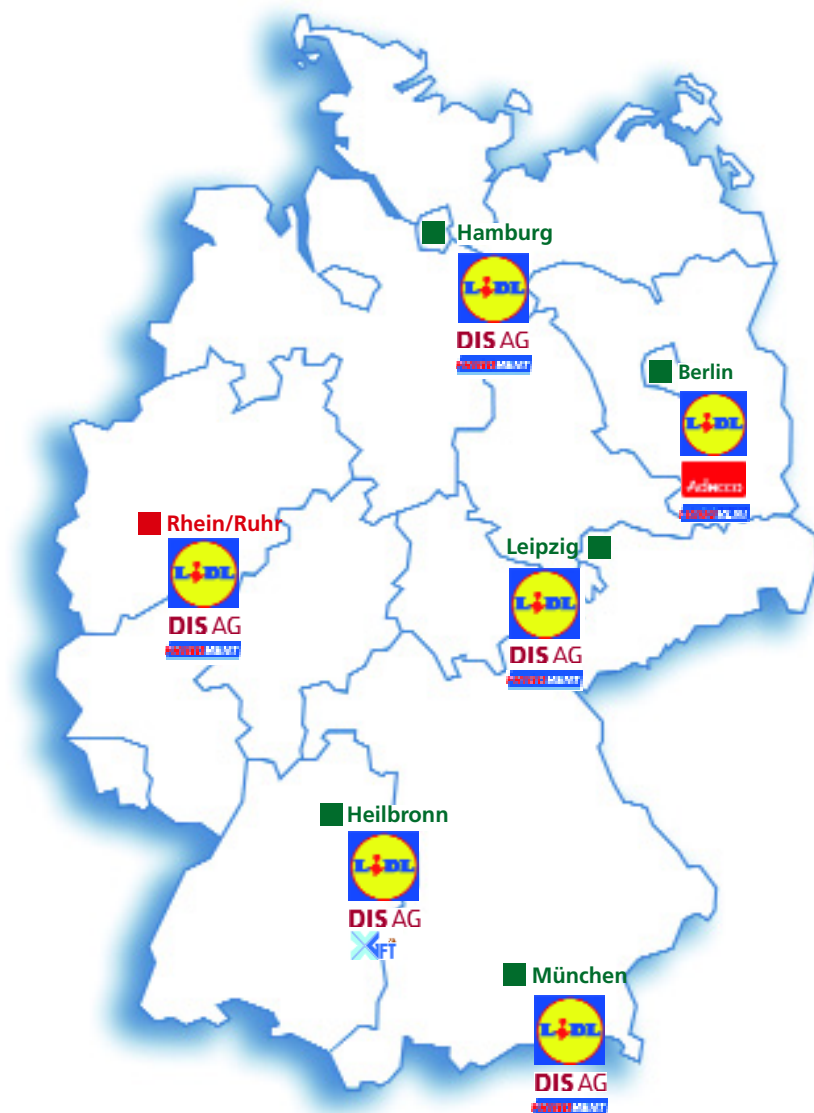 Hamburg
LIDL
DIS AG
Berlin
LIDL
Adecco
Rhein/Ruhr
LIDL
DIS AG
Leipzig
LIDL
DIS AG
Heilbronn
LIDL
DIS AG
IFT
München
LIDL
DIS AG